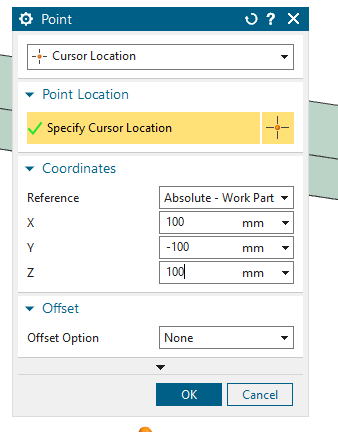 Point
Cursor Location
Point Location
Specify Cursor Location
Coordinates
Reference Absolute - Work Part
X 100 mm
Y -100 mm
Z 100 mm
Offset
Offset Option None
OK Cancel